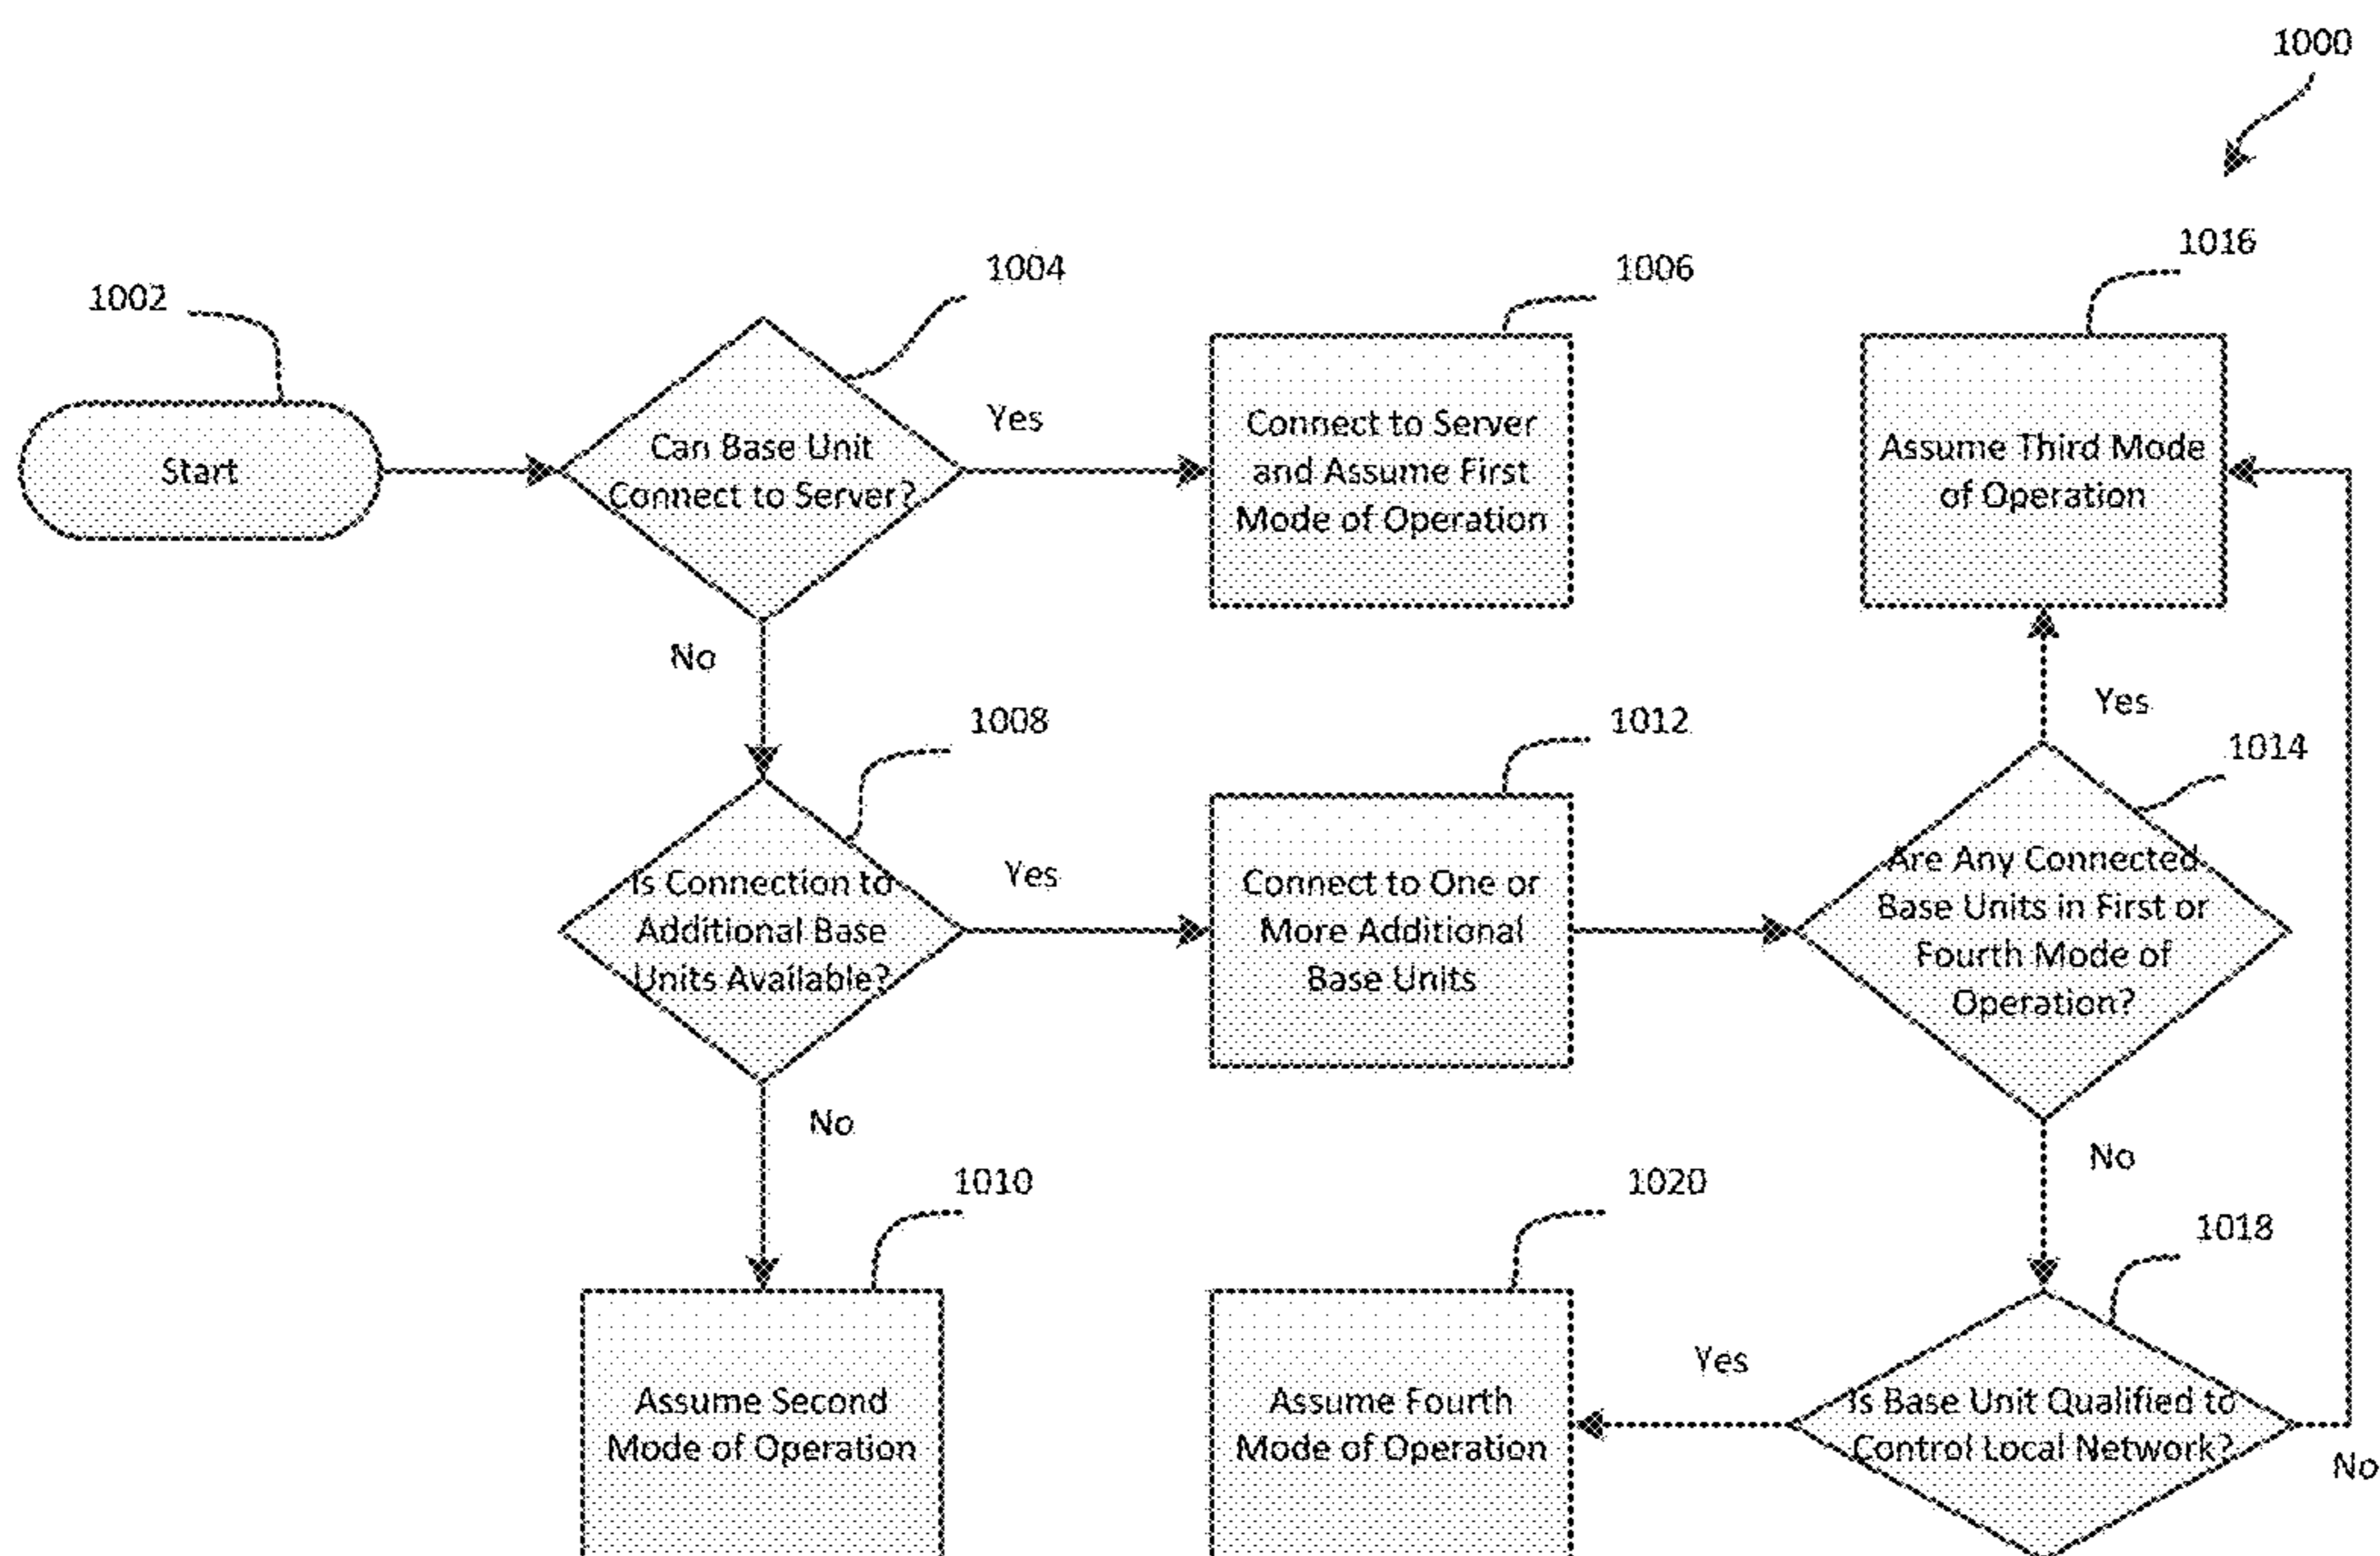 1000
1016
1004
1006
1002
Start
Can Base Unit
Connect to Server?
Yes
Connect to Server
and Assume First
Mode of Operation
Assume Third Mode
of Operation
No
1008
1012
Yes
1014
Is Connection to
Additional Base
Units Available?
Yes
Connect to One or
More Additional
Base Units
Are Any Connected
Base Units in First or
Fourth Mode of
Operation?
No
No
1010
1020
1018
Assume Second
Mode of Operation
Assume Fourth
Mode of Operation
Yes
Is Base Unit Qualified to
Control Local Network?
No